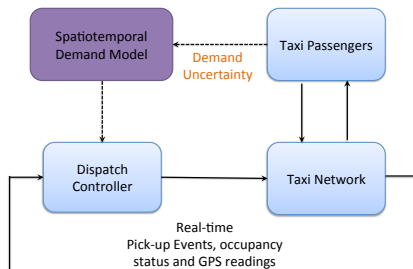 Spatiotemporal
Demand Model
Taxi Passengers
Demand
Uncertainty
Dispatch
Controller
Taxi Network
Real-time
Pick-up Events, occupancy
status and GPS readings